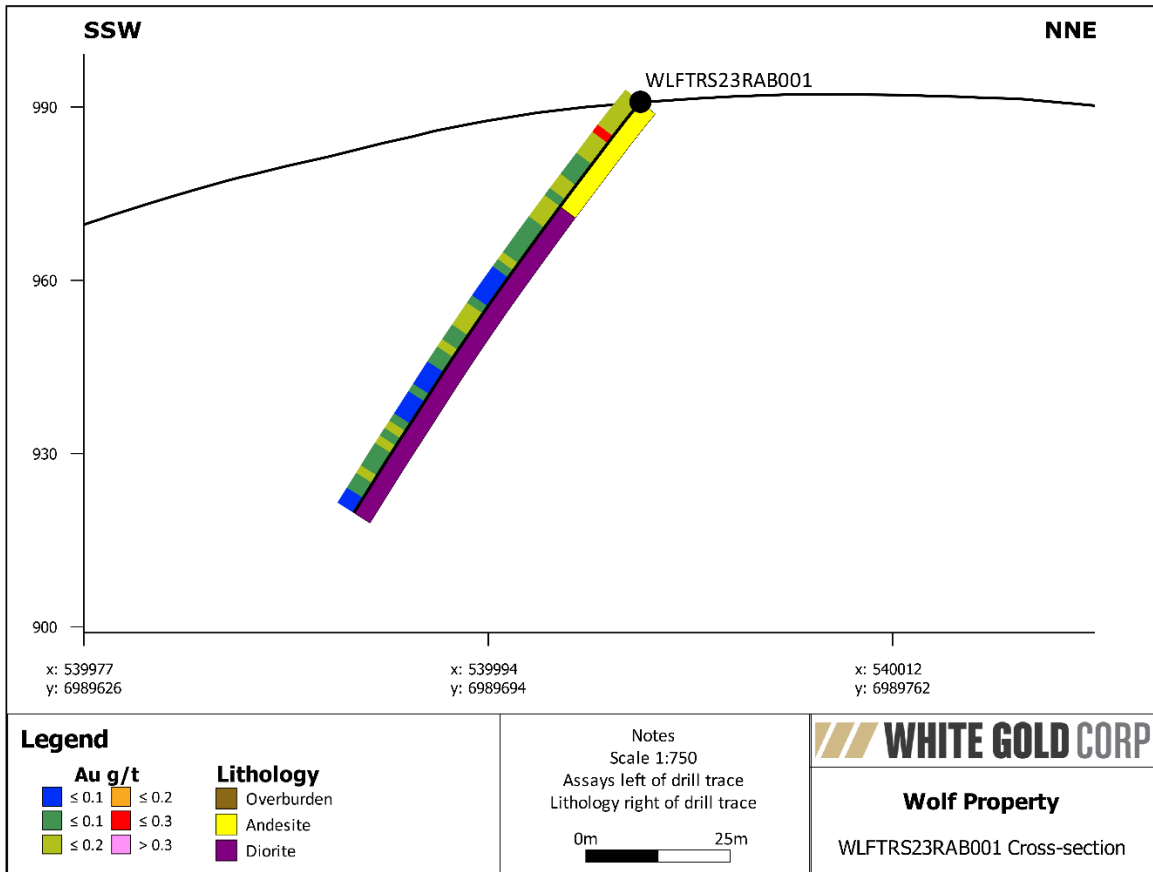 SSW
NNE
WLFTRS23RAB001
990
960
930
900
x: 539977
y: 6989626
x: 539994
y: 6989694
x: 540012
y: 6989762
Legend
Au g/t
≤ 0.1
≤ 0.2
≤ 0.1
≤ 0.3
≤ 0.2
> 0.3
Lithology
Overburden
Andesite
Diorite
Notes
Scale 1:750
Assays left of drill trace
Lithology right of drill trace
0m
25m
WHITE GOLD CORP
Wolf Property
WLFTRS23RAB001 Cross-section